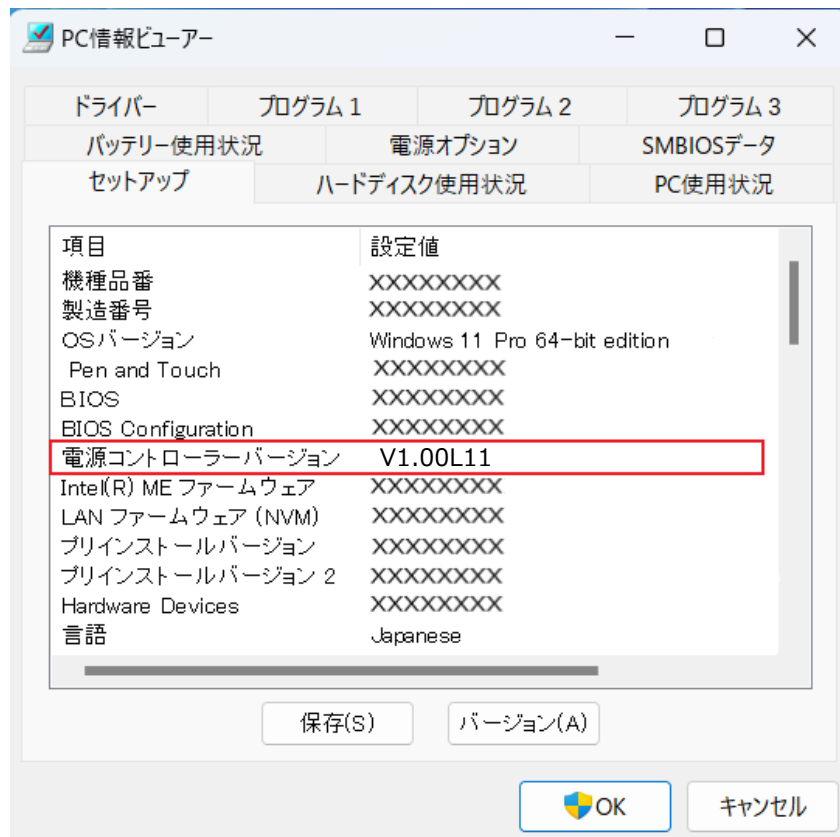 PC情報ビューアー
ドライバー プログラム 1 プログラム 2 プログラム 3
バッテリー使用状況 電源オプション SMBIOSデータ
セットアップ ハードディスク使用状況 PC使用状況
項目 設定値
機種品番 XXXXXXXX
製造番号 XXXXXXXX
OSバージョン Windows 11 Pro 64-bit edition
Pen and Touch XXXXXXXX
BIOS XXXXXXXX
BIOS Configuration XXXXXXXX
電源コントローラーバージョン V1.00L11
Intel(R) ME ファームウェア XXXXXXXX
LAN ファームウェア (NVM) XXXXXXXX
プリインストールバージョン XXXXXXXX
プリインストールバージョン 2 XXXXXXXX
Hardware Devices XXXXXXXX
言語 Japanese
保存(S) バージョン(A)
OK キャンセル